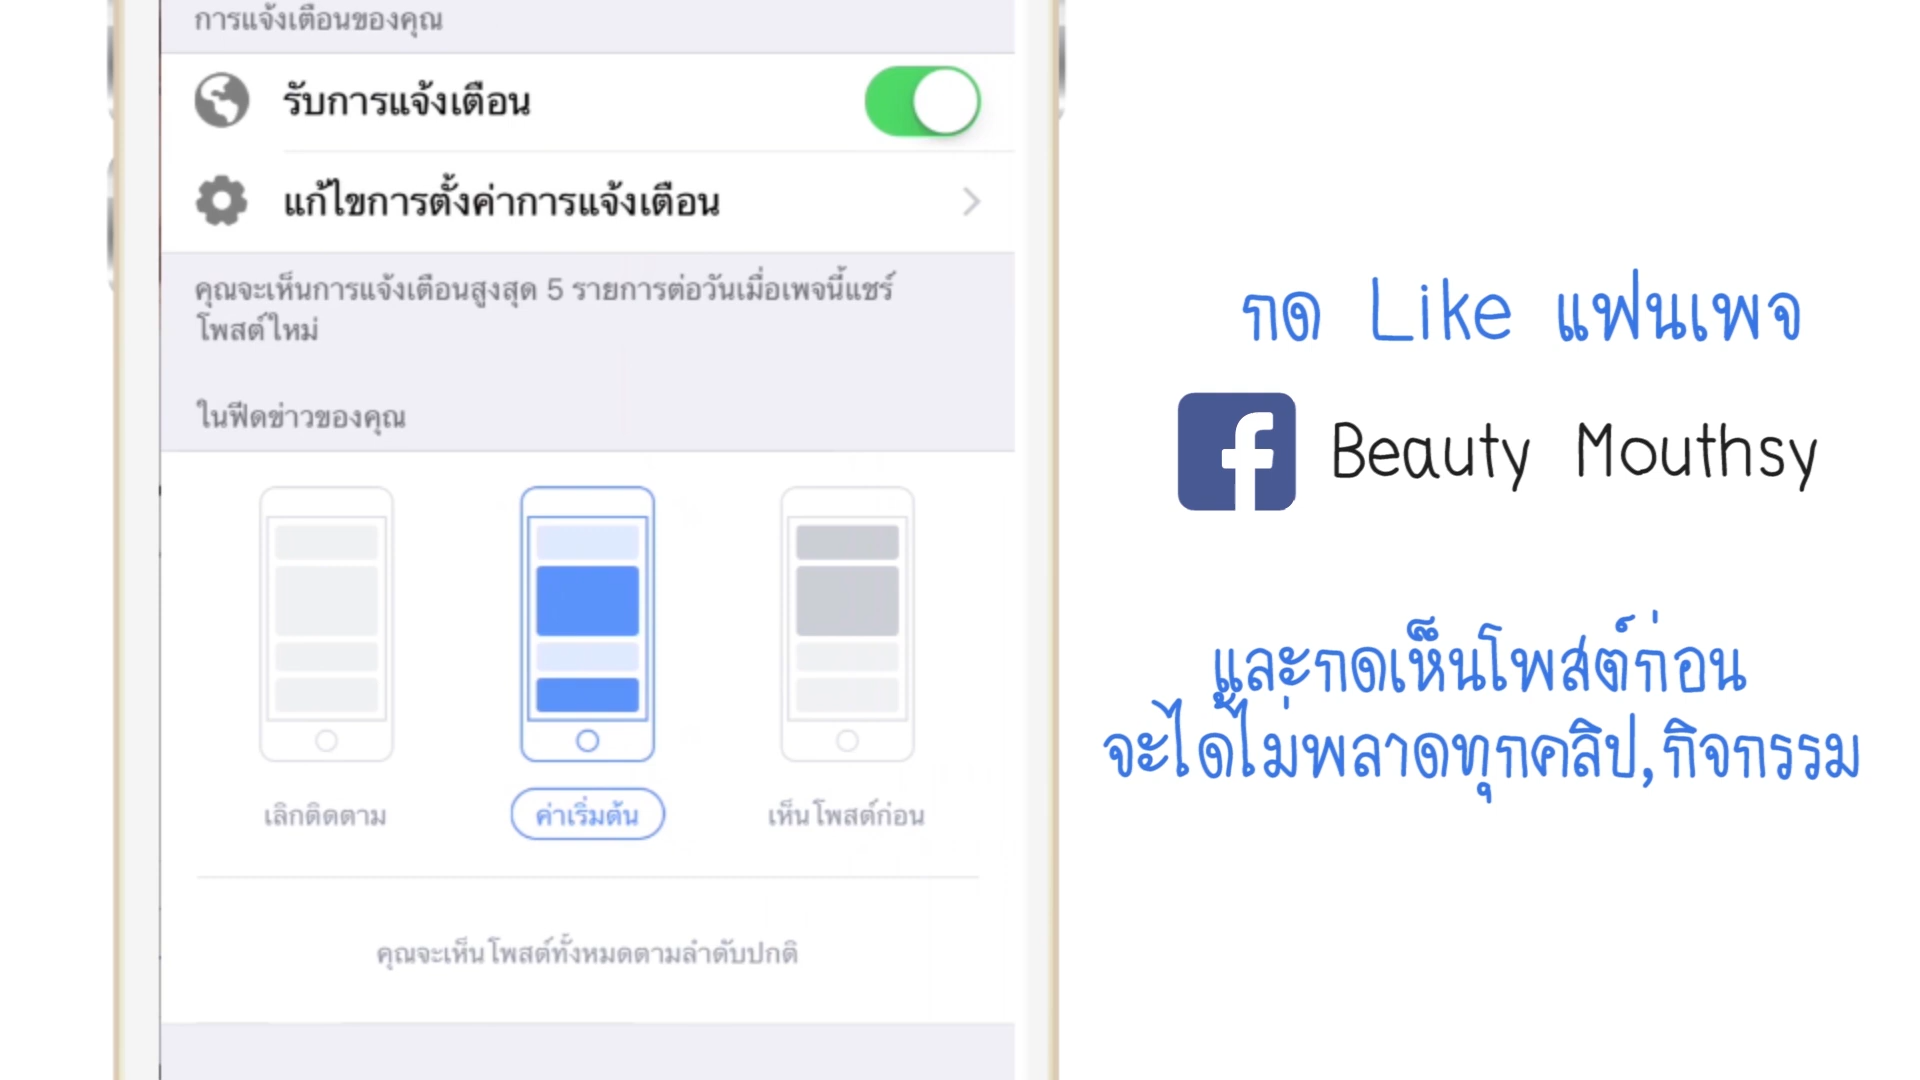 การแจ้งเตือนของคุณ
รับการแจ้งเตือน
แก้ไขการตั้งค่าการแจ้งเตือน
คุณจะเห็นการแจ้งเตือนสูงสุด 5 รายการต่อวันเมื่อเพจนี้แชร์
โพสต์ใหม่
ในฟีดข่าวของคุณ
เลิกติดตาม
ค่าเริ่มต้น
เห็นโพสต์ก่อน
คุณจะเห็นโพสต์ทั้งหมดตามลำดับปกติ
กด Like แฟนเพจ
f Beauty Mouthsy
และกดเห็นโพสต์ก่อน
จะได้ไม่พลาดทุกคลิป,กิจกรรม